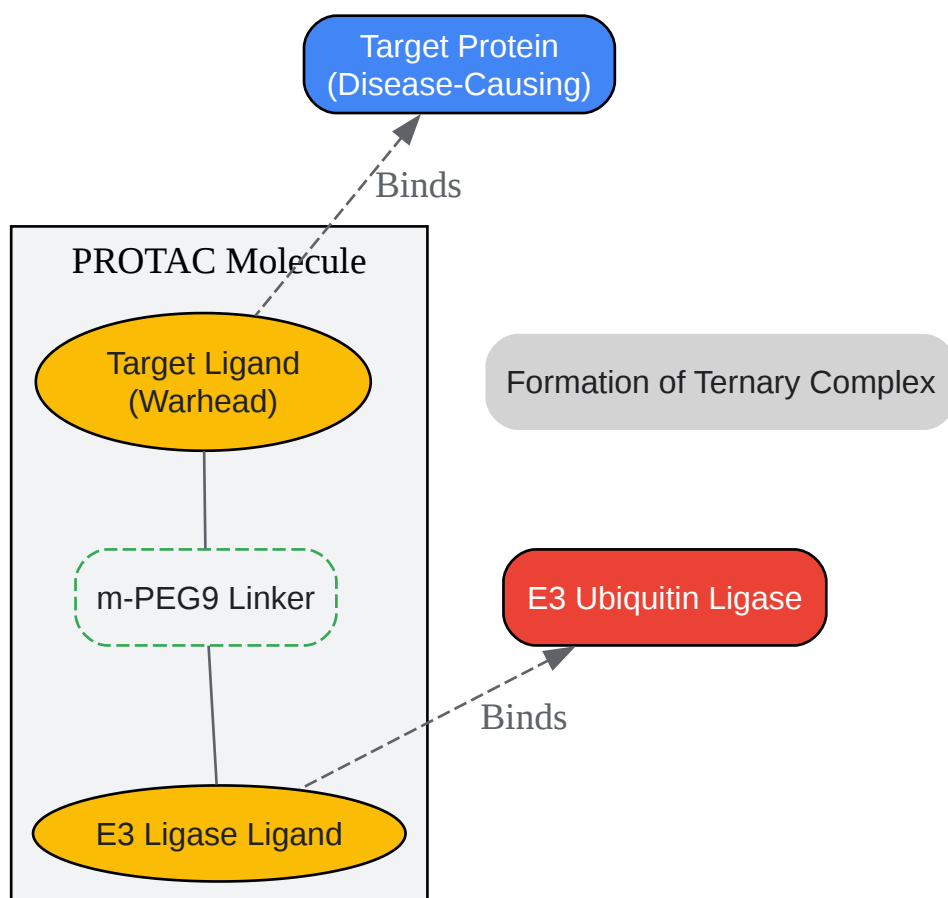 Target Protein
(Disease-Causing)
Binds
PROTAC Molecule
Target Ligand
(Warhead)
Formation of Ternary Complex
m-PEG9 Linker
E3 Ubiquitin Ligase
Binds
E3 Ligase Ligand